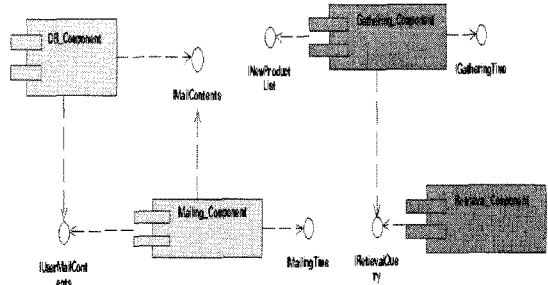 DB_Component
Gathering_Component
IMailContents
INewProduct
List
IGatheringTime
Mailing_Component
Retrieval_Component
IUserMailCont
ents
IMailingTime
IRetrievalQue
ry